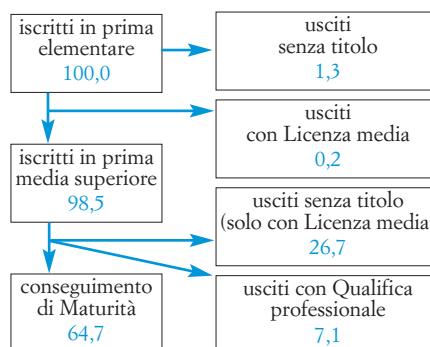 iscritti in prima
elementare
100,0
usciti
senza titolo
1,3
usciti
con Licenza media
0,2
iscritti in prima
media superiore
98,5
usciti senza titolo
(solo con Licenza media
26,7
conseguimento
di Maturità
64,7
usciti con Qualifica
professionale
7,1